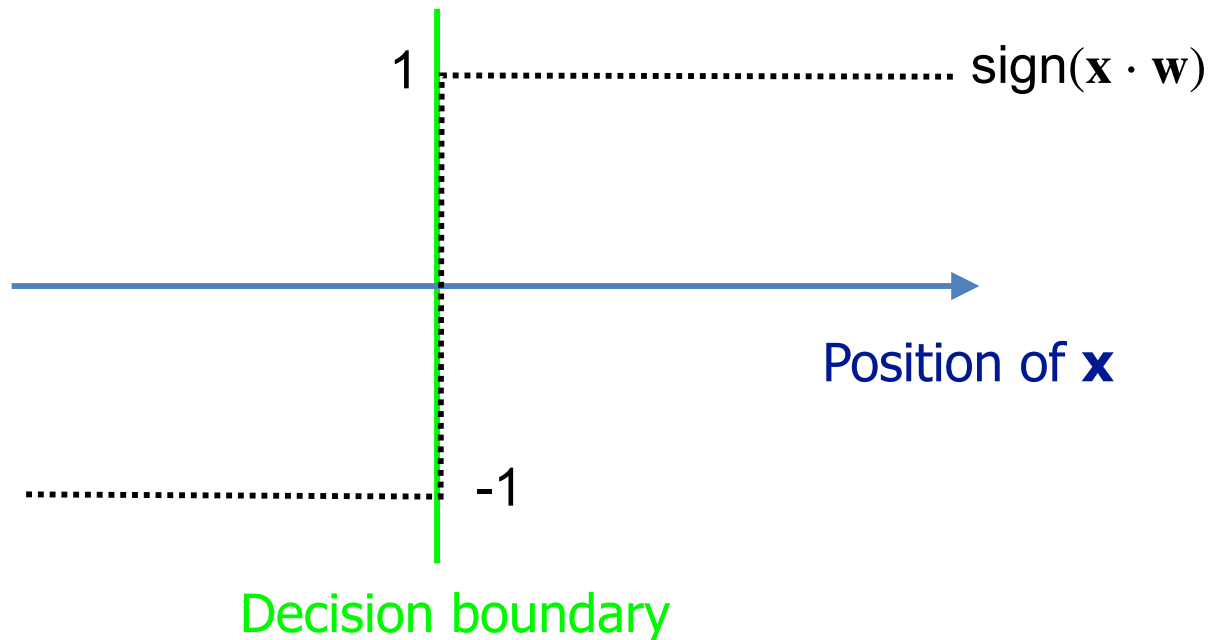 1
sign(x · w)
Position of x
-1
Decision boundary